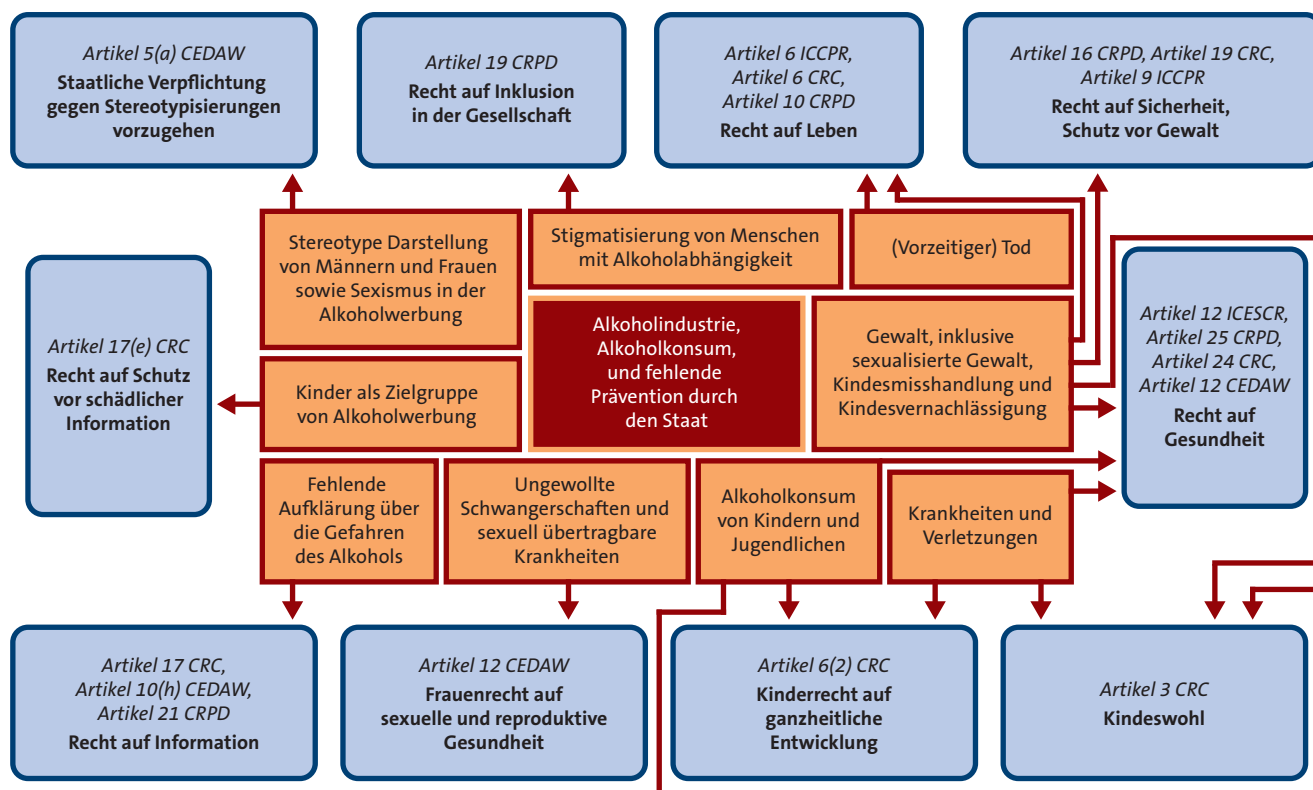 Artikel 5(a) CEDAW
Staatliche Verpflichtung
gegen Stereotypisierungen
vorzugehen
Artikel 19 CRPD
Recht auf Inklusion
in der Gesellschaft
Artikel 6 ICCPR,
Artikel 6 CRC,
Artikel 10 CRPD
Recht auf Leben
Artikel 16 CRPD, Artikel 19 CRC,
Artikel 9 ICCPR
Recht auf Sicherheit,
Schutz vor Gewalt
Stereotype Darstellung
von Männern und Frauen
sowie Sexismus in der
Alkoholwerbung
Stigmatisierung von Menschen
mit Alkoholabhängigkeit
(Vorzeitiger) Tod
Artikel 17(e) CRC
Recht auf Schutz
vor schädlicher
Information
Kinder als Zielgruppe
von Alkoholwerbung
Alkoholindustrie,
Alkoholkonsum,
und fehlende
Prävention durch
den Staat
Gewalt, inklusive
sexualisierte Gewalt,
Kindesmisshandlung und
Kindesvernachlässigung
Artikel 12 ICESCR,
Artikel 25 CRPD,
Artikel 24 CRC,
Artikel 12 CEDAW
Recht auf
Gesundheit
Fehlende
Aufklärung über
die Gefahren
des Alkohols
Ungewollte
Schwangerschaften und
sexuell übertragbare
Krankheiten
Alkoholkonsum
von Kindern und
Jugendlichen
Krankheiten und
Verletzungen
Artikel 17 CRC,
Artikel 10(h) CEDAW,
Artikel 21 CRPD
Recht auf Information
Artikel 12 CEDAW
Frauenrecht auf
sexuelle und reproduktive
Gesundheit
Artikel 6(2) CRC
Kinderrecht auf
ganzheitliche
Entwicklung
Artikel 3 CRC
Kindeswohl